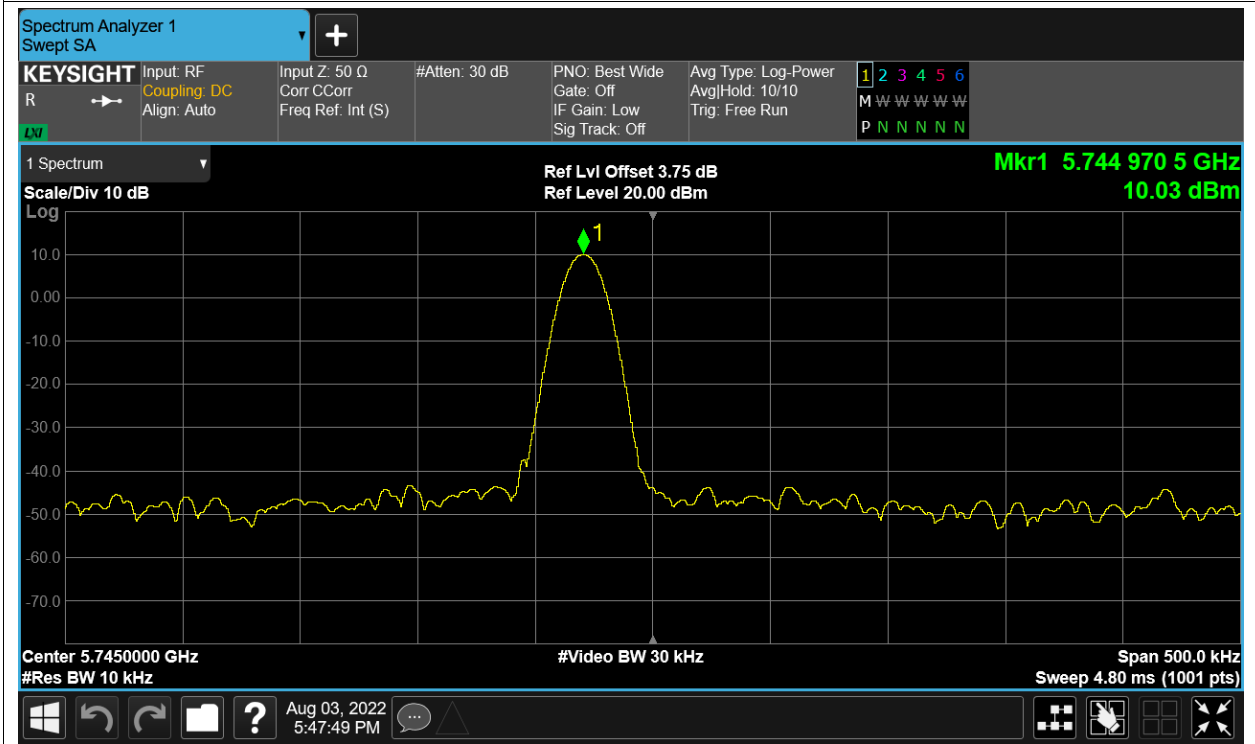 Spectrum Analyzer 1
Swept SA
KEYSIGHT
R
LXI
Input: RF
Coupling: DC
Align: Auto
Input Z: 50 Ω
Corr CCorr
Freq Ref: Int (S)
#Atten: 30 dB
PNO: Best Wide
Gate: Off
IF Gain: Low
Sig Track: Off
Avg Type: Log-Power
Avg|Hold: 10/10
Trig: Free Run
1 2 3 4 5 6
M W W W W W
P N N N N N
1 Spectrum
Scale/Div 10 dB
Log
Ref Lvl Offset 3.75 dB
Ref Level 20.00 dBm
Mkr1 5.744 970 5 GHz
10.03 dBm
1
10.0
0.00
-10.0
-20.0
-30.0
-40.0
-50.0
-60.0
-70.0
Center 5.7450000 GHz
#Res BW 10 kHz
#Video BW 30 kHz
Span 500.0 kHz
Sweep 4.80 ms (1001 pts)
?
Aug 03, 2022
5:47:49 PM